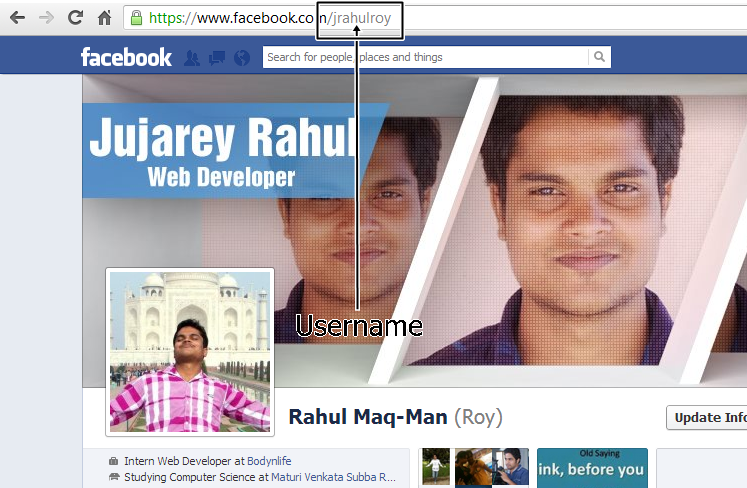 https://www.facebook.com/jrahulroy
facebook
Search for people, places and things
Jujarey Rahul
Web Developer
Username
Rahul Maq-Man (Roy)
Update Info
Intern Web Developer at Bodynlife
Studying Computer Science at Maturi Venkata Subba R...
Old Saying
ink, before you